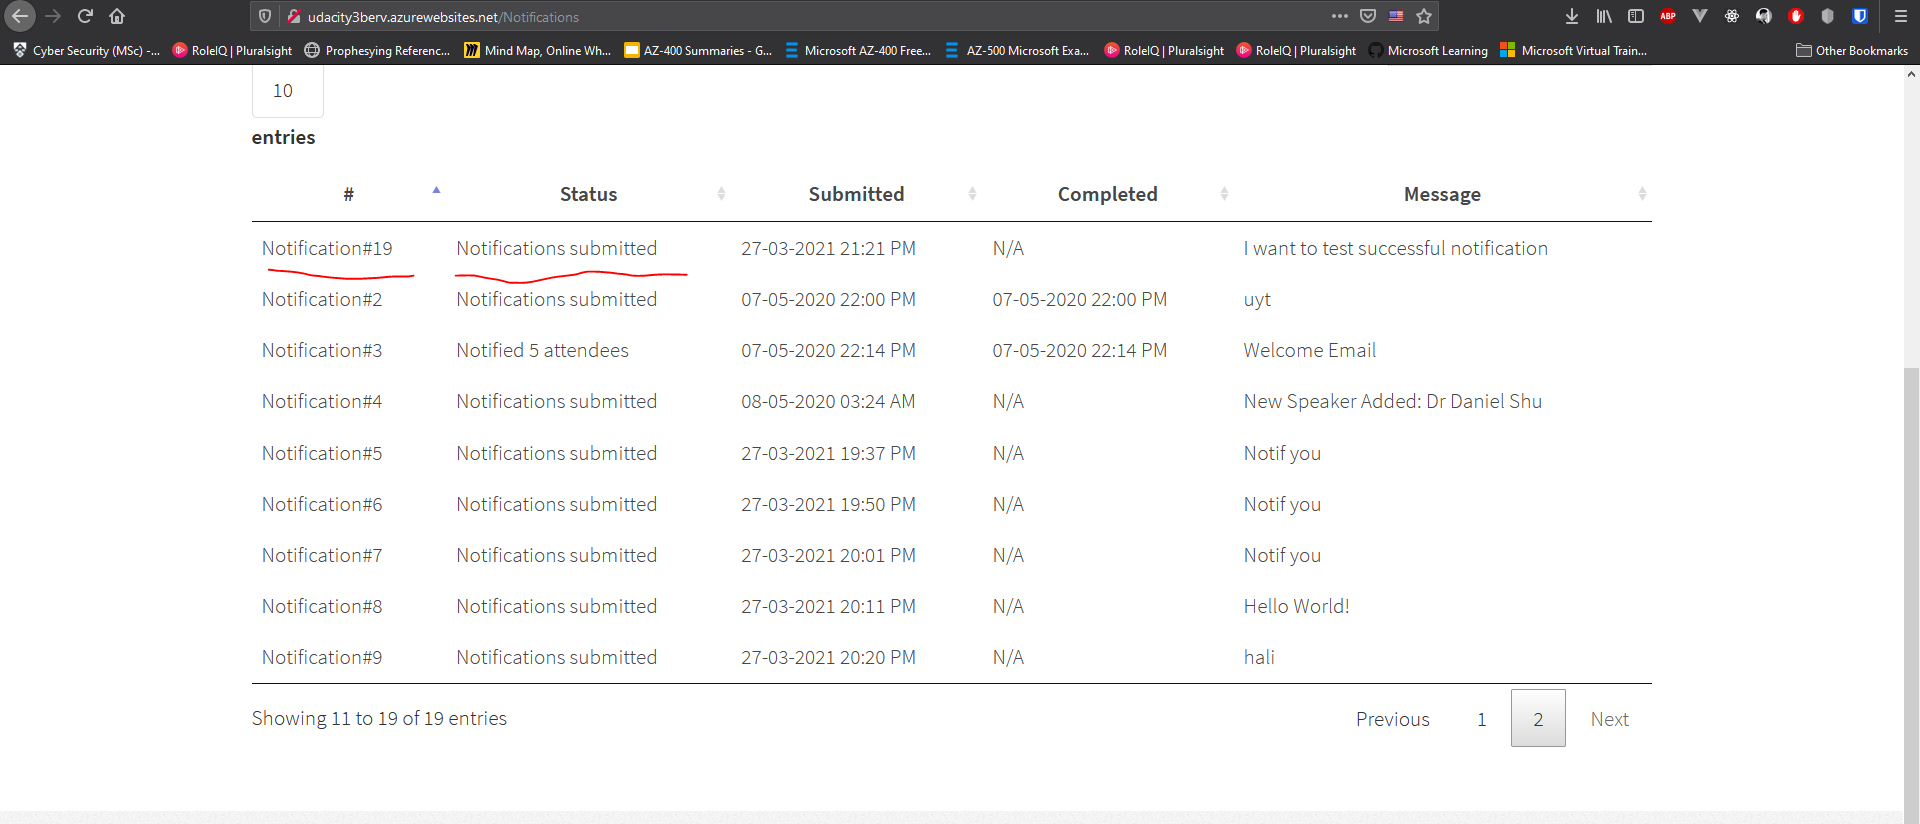 udacity3berv.azurewebsites.net/Notifications
Cyber Security (MSc) -... RoleIQ | Pluralsight Prophesying Referenc... Mind Map, Online Wh... AZ-400 Summaries - G... Microsoft AZ-400 Free... AZ-500 Microsoft Exa... RoleIQ | Pluralsight RoleIQ | Pluralsight Microsoft Learning Microsoft Virtual Train... Other Bookmarks
10
entries
# Status Submitted Completed Message
Notification#19 Notifications submitted 27-03-2021 21:21 PM N/A I want to test successful notification
Notification#2 Notifications submitted 07-05-2020 22:00 PM 07-05-2020 22:00 PM uyt
Notification#3 Notified 5 attendees 07-05-2020 22:14 PM 07-05-2020 22:14 PM Welcome Email
Notification#4 Notifications submitted 08-05-2020 03:24 AM N/A New Speaker Added: Dr Daniel Shu
Notification#5 Notifications submitted 27-03-2021 19:37 PM N/A Notif you
Notification#6 Notifications submitted 27-03-2021 19:50 PM N/A Notif you
Notification#7 Notifications submitted 27-03-2021 20:01 PM N/A Notif you
Notification#8 Notifications submitted 27-03-2021 20:11 PM N/A Hello World!
Notification#9 Notifications submitted 27-03-2021 20:20 PM N/A hali
Showing 11 to 19 of 19 entries Previous 1 2 Next